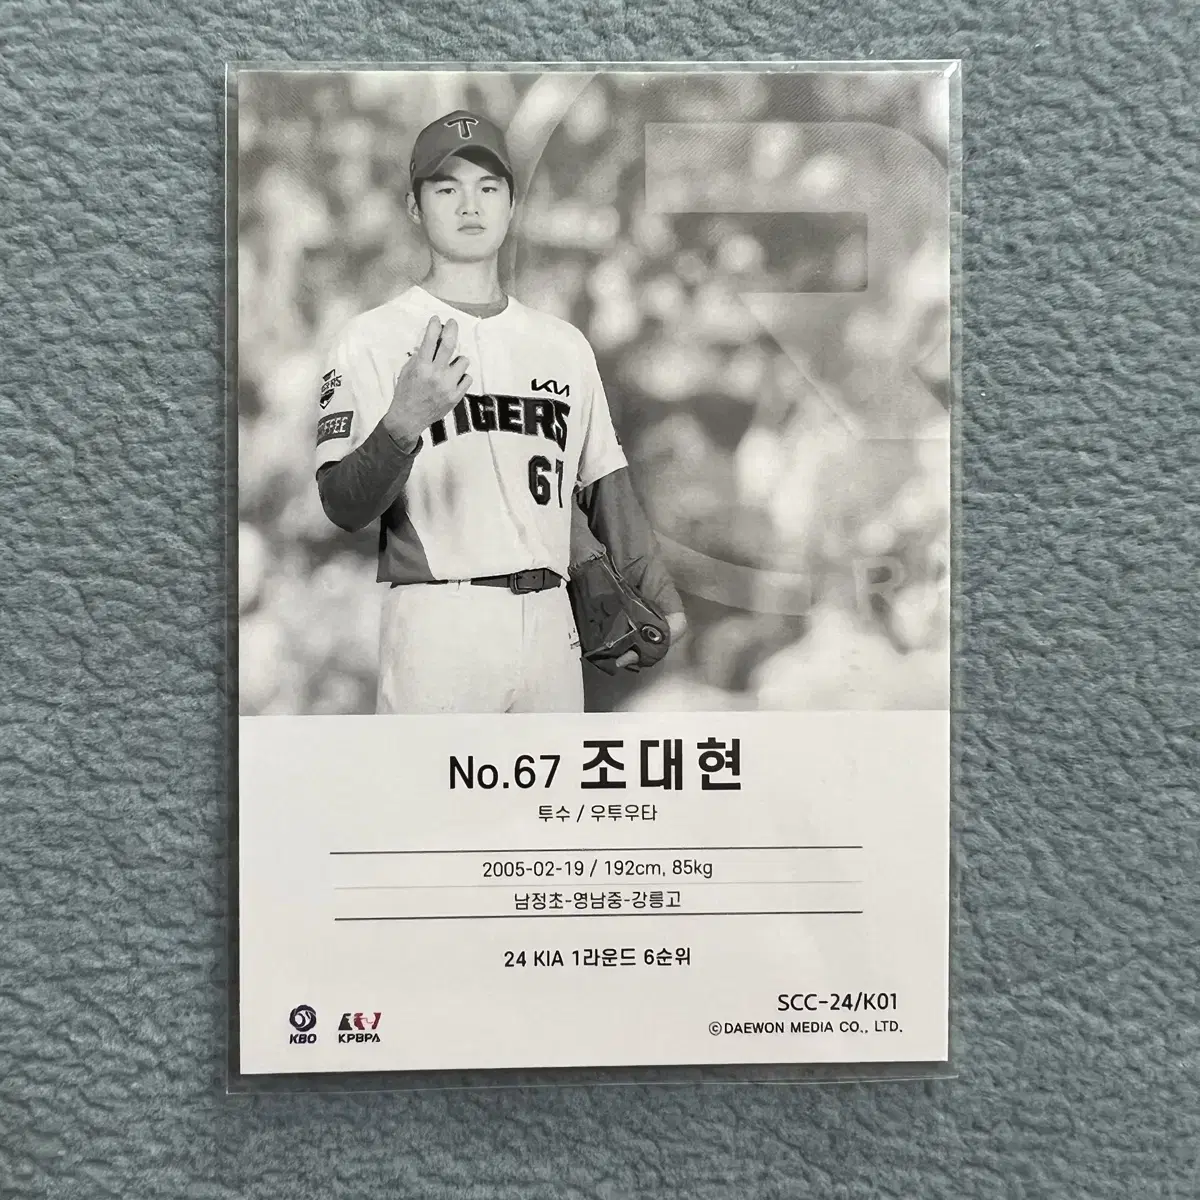 T
KIA
TIGERS
67
No.67 조대현
투수 / 우투우타
2005-02-19 / 192cm, 85kg
남정초-영남중-강릉고
24 KIA 1라운드 6순위
SCC-24/K01
ⒸDAEWON MEDIA CO., LTD.
KBO
KPBPA